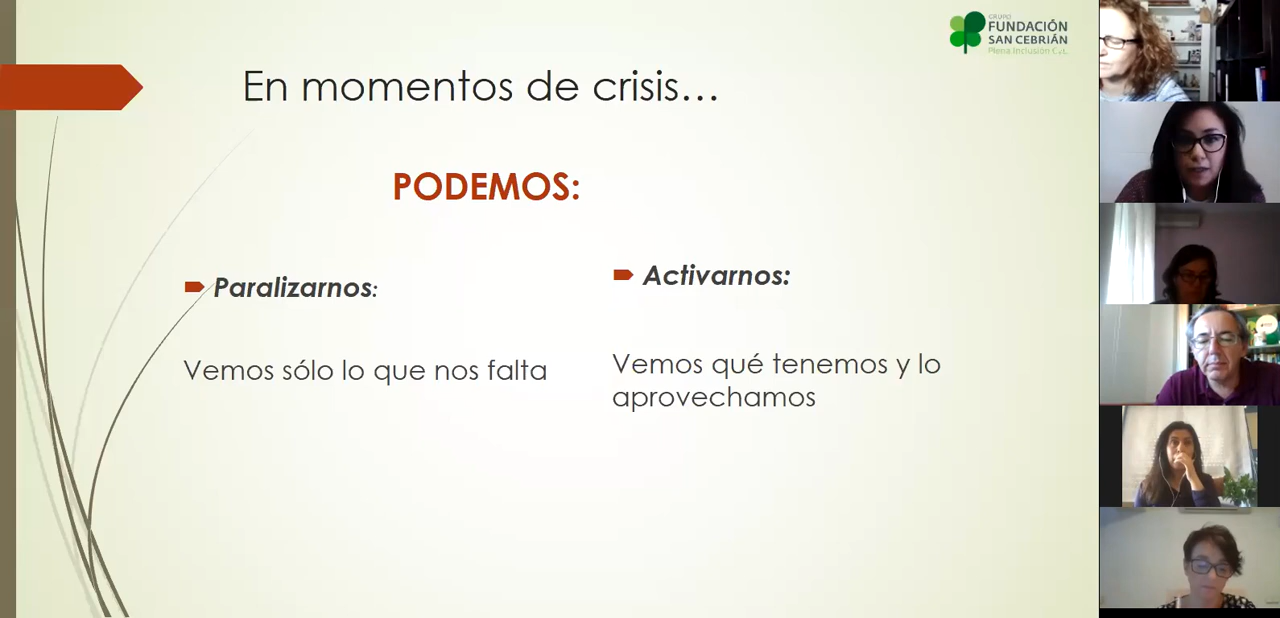 GRUPO
FUNDACIÓN
SAN CEBRIÁN
Plena Inclusión CyL
En momentos de crisis...
PODEMOS:
Paralizarnos:
Vemos sólo lo que nos falta
Activarnos:
Vemos qué tenemos y lo
aprovechamos